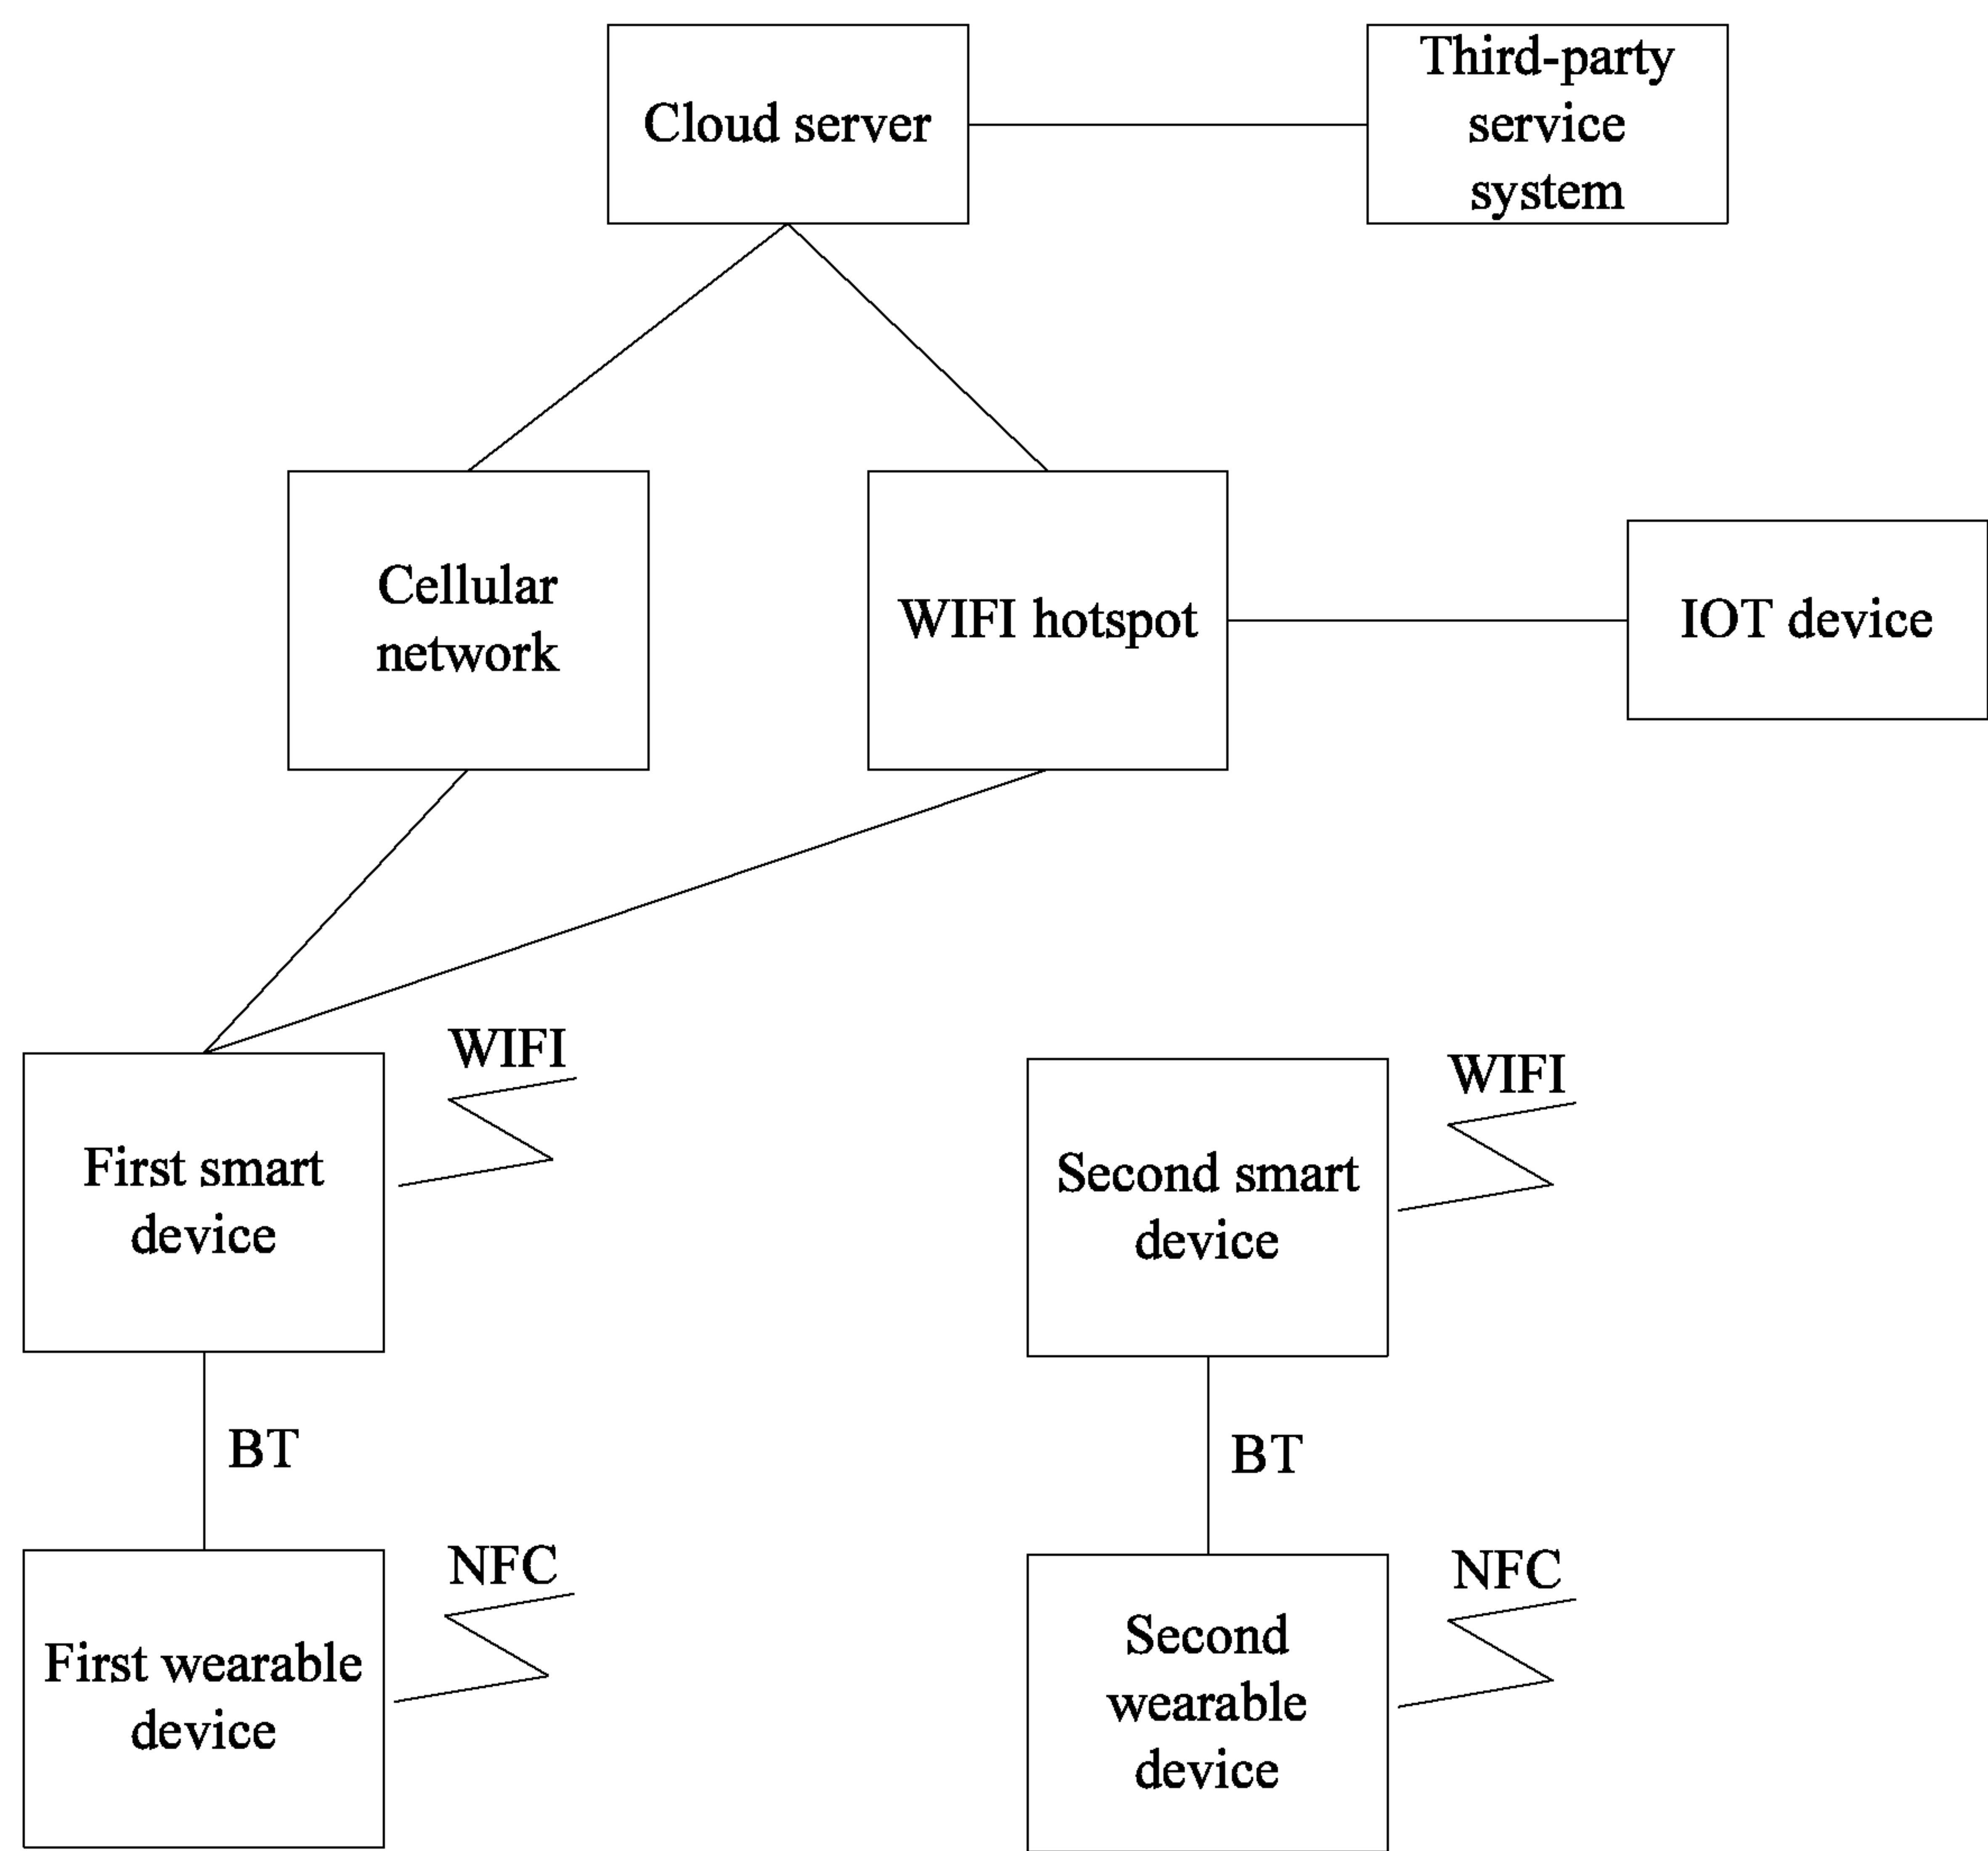 Cloud server
Third-party
service
system
Cellular
network
WIFI hotspot
IOT device
First smart
device
WIFI
Second smart
device
WIFI
BT
BT
First wearable
device
NFC
Second
wearable
device
NFC